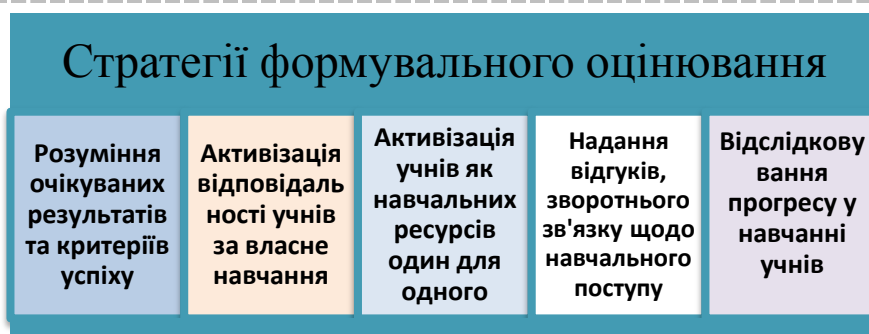 Стратегії формувального оцінювання
Розуміння
очікуваних
результатів
та критеріїв
успіху
Активізація
відповідаль
ності учнів
за власне
навчання
Активізація
учнів як
навчальних
ресурсів
один для
одного
Надання
відгуків,
зворотнього
зв'язку щодо
навчального
поступу
Відслідкову
вання
прогресу у
навчанні
учнів